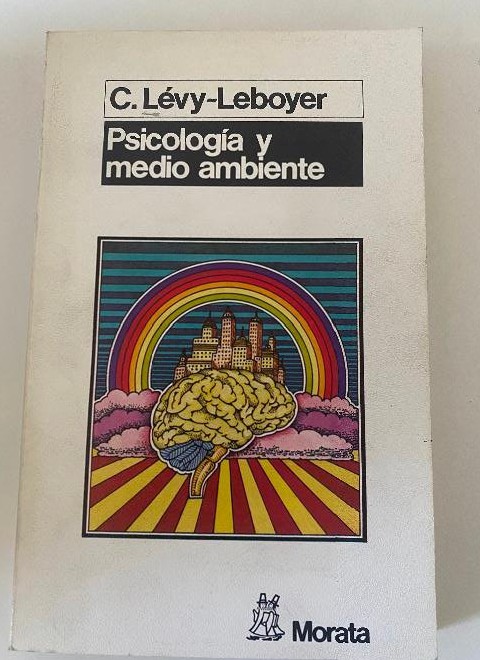 C. Lévy-Leboyer
Psicología y
medio ambiente
Morata